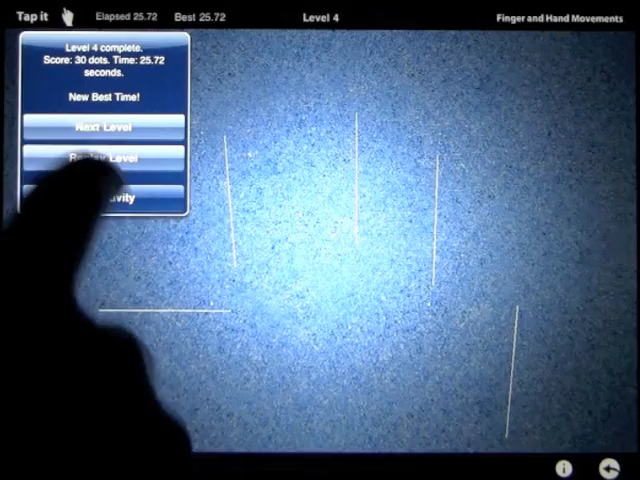 Tap it Elapsed 25.72 Best 25.72 Level 4 Finger and Hand Movements
Level 4 complete.
Score: 30 dots. Time: 25.72
seconds.
New Best Time!
Next Level
Level